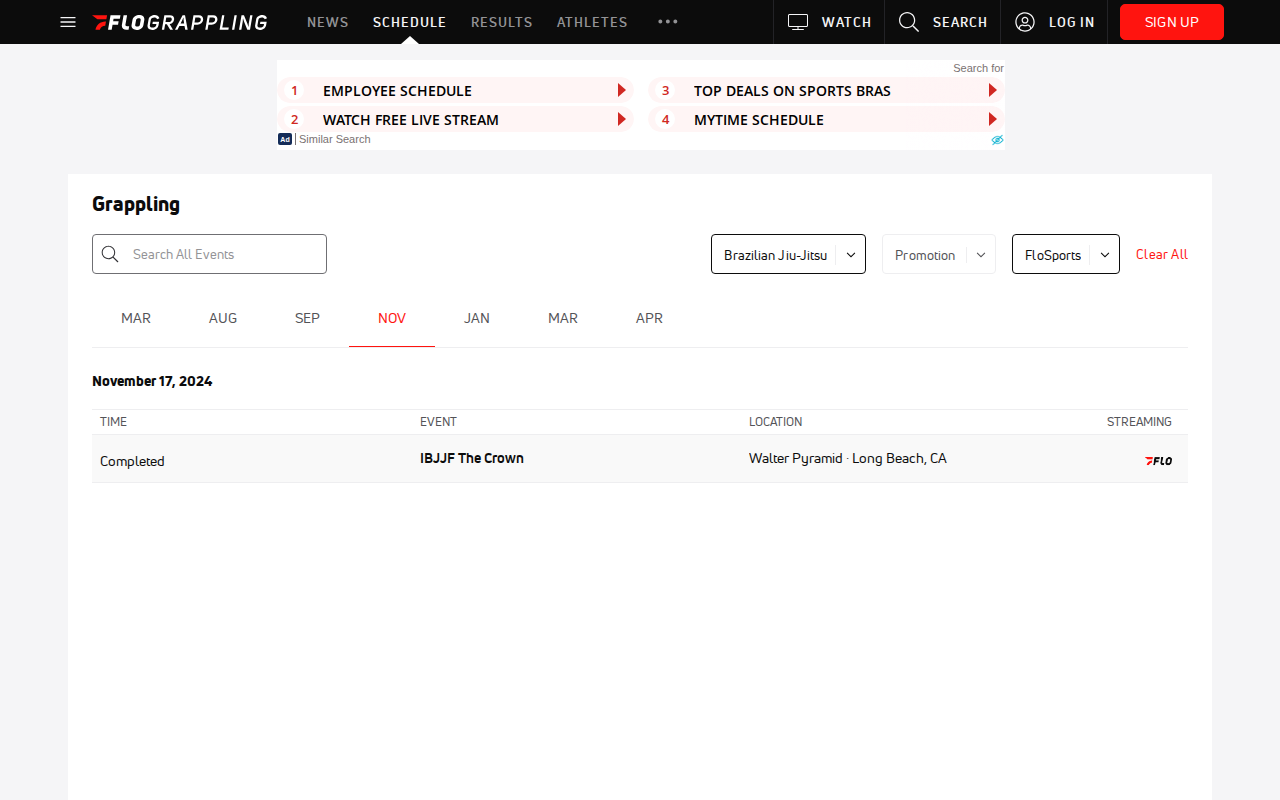 FLOGRAPPLING NEWS SCHEDULE RESULTS ATHLETES WATCH SEARCH LOG IN SIGN UP
Search for
1 EMPLOYEE SCHEDULE
2 WATCH FREE LIVE STREAM
3 TOP DEALS ON SPORTS BRAS
4 MYTIME SCHEDULE
Ad Similar Search
Grappling
Search All Events Brazilian Jiu-Jitsu Promotion FloSports Clear All
MAR AUG SEP NOV JAN MAR APR
November 17, 2024
TIME EVENT LOCATION STREAMING
Completed IBJJF The Crown Walter Pyramid · Long Beach, CA FLO